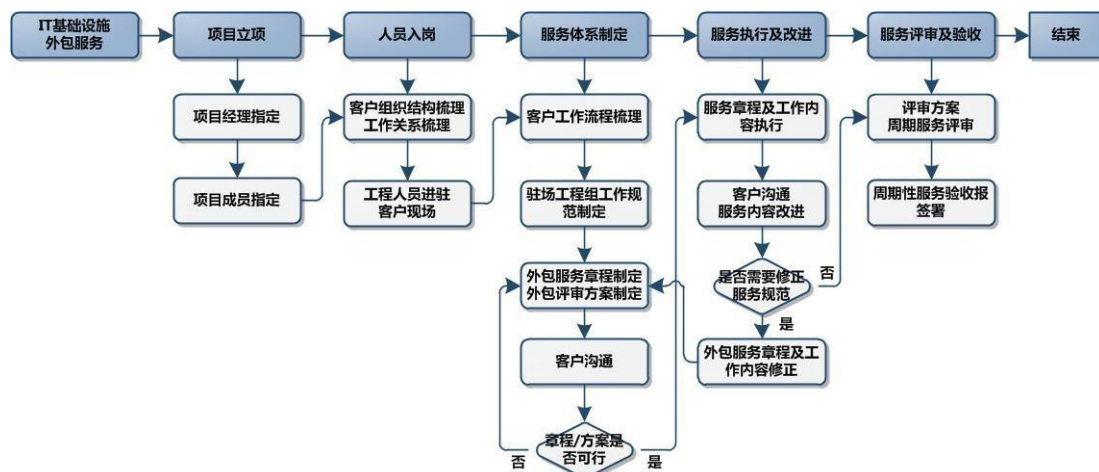 IT基础设施
外包服务
项目立项
人员入岗
服务体系制定
服务执行及改进
服务评审及验收
结束
项目经理指定
项目成员指定
客户组织结构梳理
工作关系梳理
工程人员进驻
客户现场
客户工作流程梳理
驻场工程组工作规
范制定
外包服务章程制定
外包评审方案制定
客户沟通
章程/方案是
否可行
否
是
服务章程及工作内
容执行
客户沟通
服务内容改进
是否需要修正
服务规范
否
是
外包服务章程及工
作内容修正
评审方案
周期服务评审
周期性服务验收报
签署